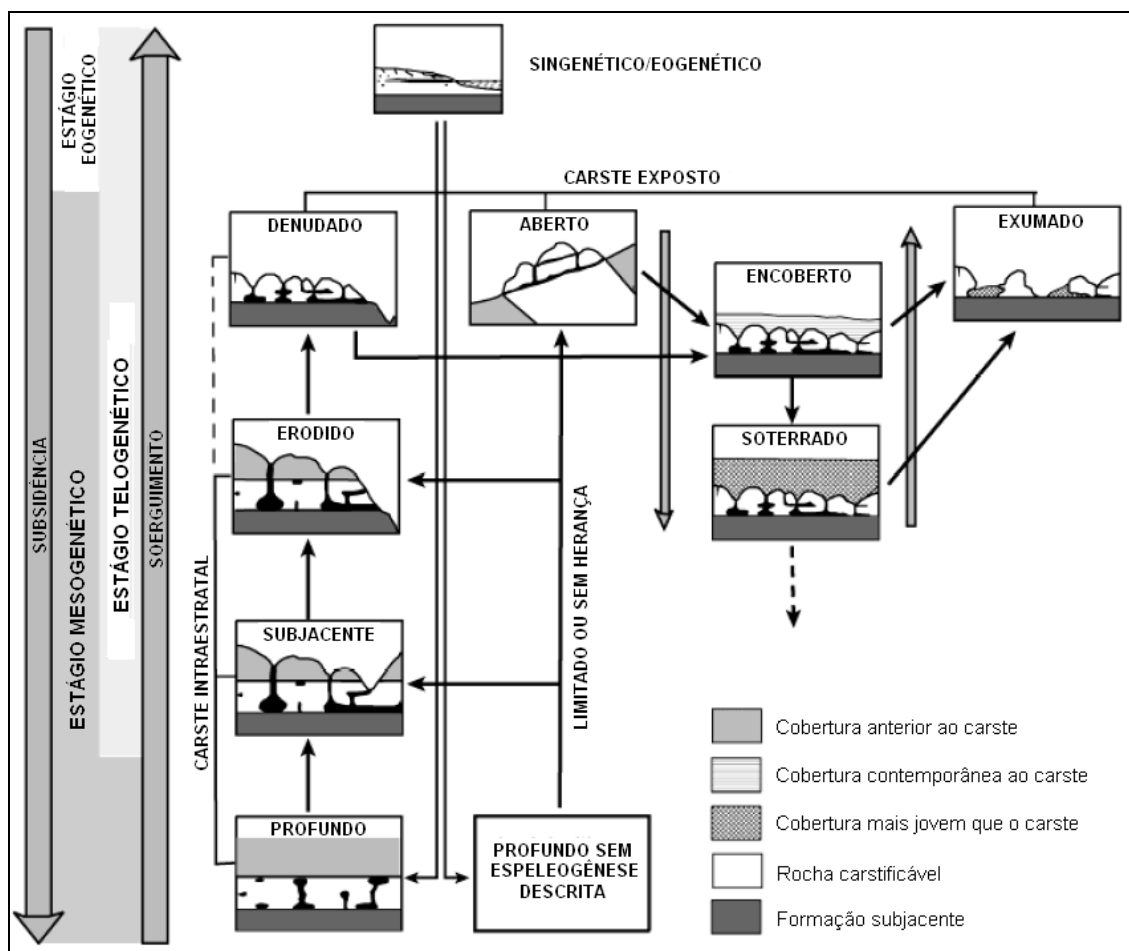 SINGENÉTICO/EOGENÉTICO
ESTÁGIO
EOGENÉTICO
CARSTE EXPOSTO
DENUDADO
ABERTO
EXUMADO
ENCOBERTO
ERODIDO
SOTERRADO
SUBSIDÊNCIA
ESTÁGIO MESOGENÉTICO
ESTÁGIO TELOGENÉTICO
SOERGUIMENTO
CARSTE INTRAESTRATAL
LIMITADO OU SEM HERANÇA
SUBJACENTE
PROFUNDO
PROFUNDO SEM
ESPELEOGÊNESE
DESCRITA
Cobertura anterior ao carste
Cobertura contemporânea ao carste
Cobertura mais jovem que o carste
Rocha carstificável
Formação subjacente